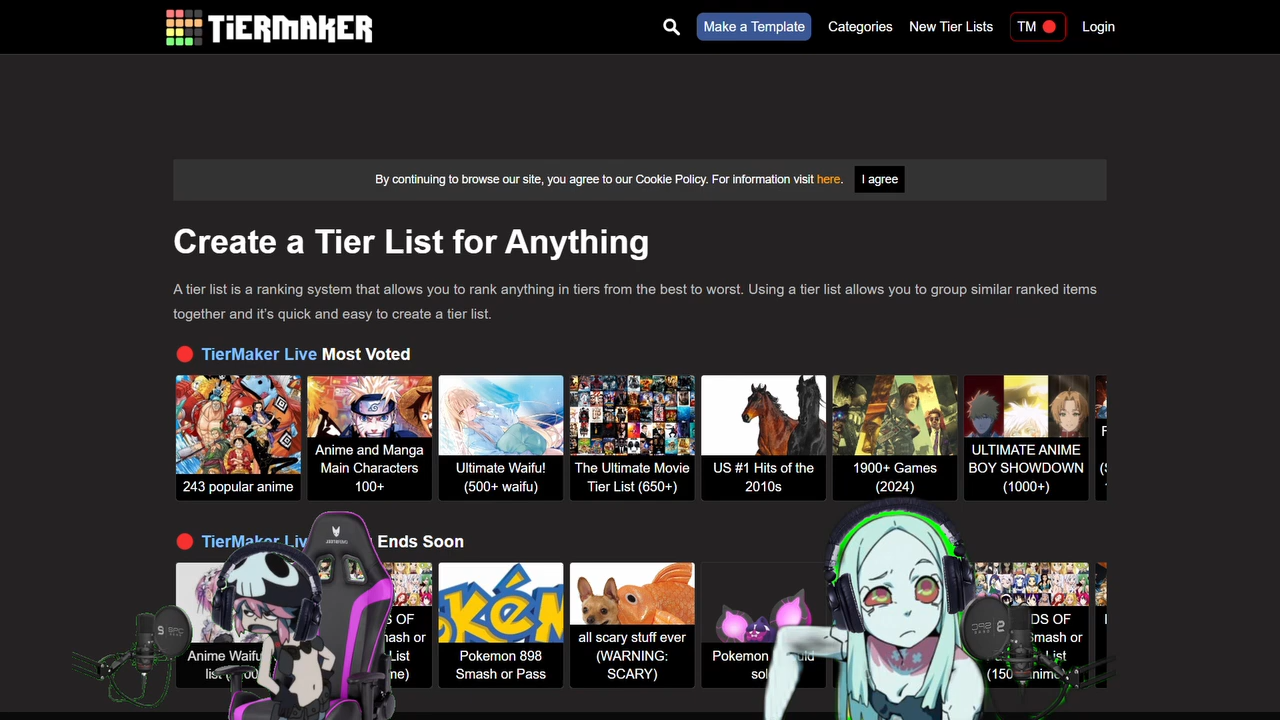 TiERMAKER
Make a Template
Categories
New Tier Lists
TM
Login
By continuing to browse our site, you agree to our Cookie Policy. For information visit here.
I agree
Create a Tier List for Anything
A tier list is a ranking system that allows you to rank anything in tiers from the best to worst. Using a tier list allows you to group similar ranked items
together and it's quick and easy to create a tier list.
TierMaker Live Most Voted
243 popular anime
Anime and Manga
Main Characters
100+
Ultimate Waifu!
(500+ waifu)
The Ultimate Movie
Tier List (650+)
US #1 Hits of the
2010s
1900+ Games
(2024)
ULTIMATE ANIME
BOY SHOWDOWN
(1000+)
TierMaker Ends Soon
Anime
OF
List
Pokemon 898
Smash or Pass
all scary stuff ever
(WARNING:
SCARY)
Pokemon